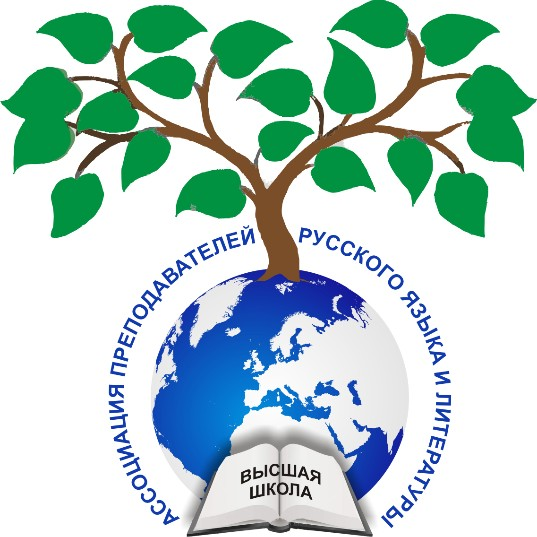 АССОЦИАЦИЯ ПРЕПОДАВАТЕЛЕЙ РУССКОГО ЯЗЫКА И ЛИТЕРАТУРЫ
ВЫСШАЯ
ШКОЛА